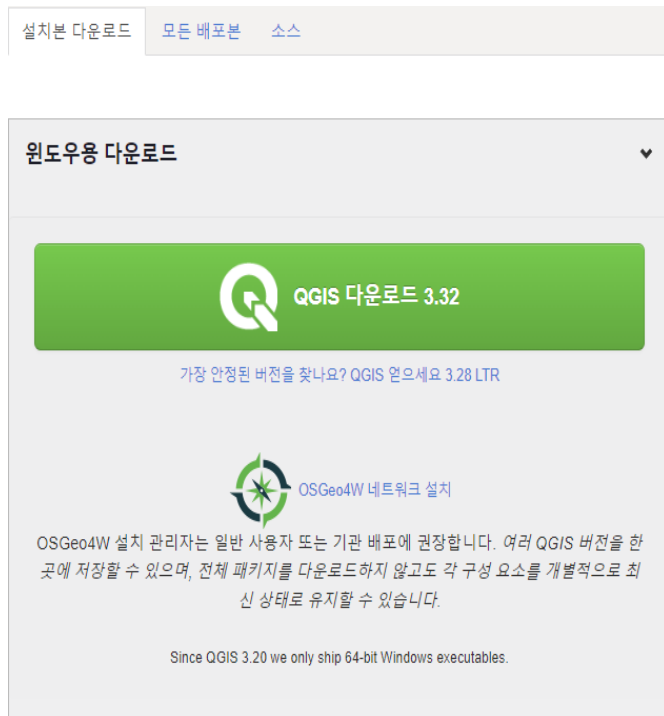 설치본 다운로드 모든 배포본 소스
윈도우용 다운로드
QGIS 다운로드 3.32
가장 안정된 버전을 찾나요? QGIS 얻으세요 3.28 LTR
OSGeo4W 네트워크 설치
OSGeo4W 설치 관리자는 일반 사용자 또는 기관 배포에 권장합니다. 여러 QGIS 버전을 한
곳에 저장할 수 있으며, 전체 패키지를 다운로드하지 않고도 각 구성 요소를 개별적으로 최
신 상태로 유지할 수 있습니다.
Since QGIS 3.20 we only ship 64-bit Windows executables.